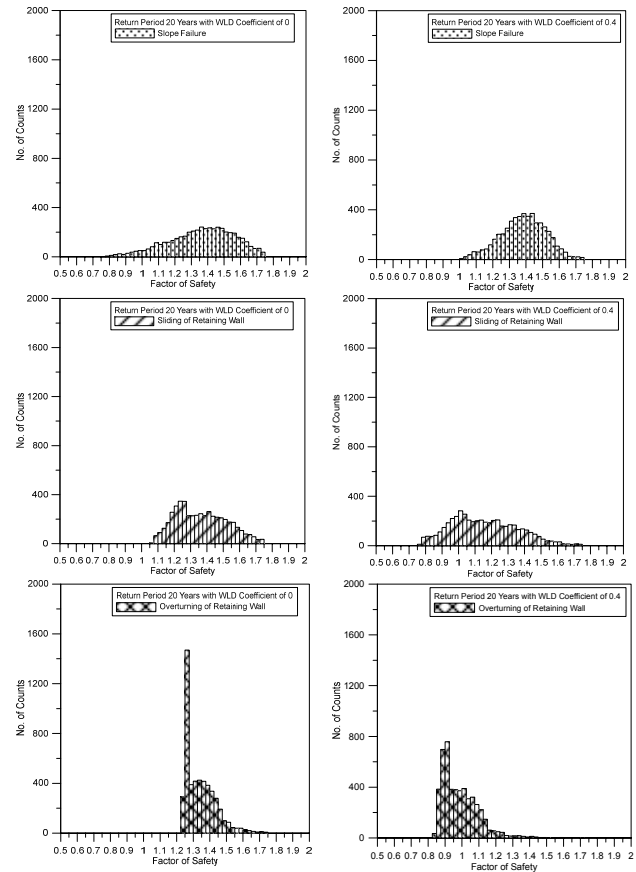 2000
Return Period 20 Years with WLD Coefficient of 0
Slope Failure
1600
1200
800
400
0
No. of Counts
0.5 0.6 0.7 0.8 0.9 1 1.1 1.2 1.3 1.4 1.5 1.6 1.7 1.8 1.9 2
Factor of Safety
2000
Return Period 20 Years with WLD Coefficient of 0.4
Slope Failure
1600
1200
800
400
0
No. of Counts
0.5 0.6 0.7 0.8 0.9 1 1.1 1.2 1.3 1.4 1.5 1.6 1.7 1.8 1.9 2
Factor of Safety
2000
Return Period 20 Years with WLD Coefficient of 0
Sliding of Retaining Wall
1600
1200
800
400
0
No. of Counts
0.5 0.6 0.7 0.8 0.9 1 1.1 1.2 1.3 1.4 1.5 1.6 1.7 1.8 1.9 2
Factor of Safety
2000
Return Period 20 Years with WLD Coefficient of 0.4
Sliding of Retaining Wall
1600
1200
800
400
0
No. of Counts
0.5 0.6 0.7 0.8 0.9 1 1.1 1.2 1.3 1.4 1.5 1.6 1.7 1.8 1.9 2
Factor of Safety
2000
Return Period 20 Years with WLD Coefficient of 0
Overturning of Retaining Wall
1600
1200
800
400
0
No. of Counts
0.5 0.6 0.7 0.8 0.9 1 1.1 1.2 1.3 1.4 1.5 1.6 1.7 1.8 1.9 2
Factor of Safety
2000
Return Period 20 Years with WLD Coefficient of 0.4
Overturning of Retaining Wall
1600
1200
800
400
0
No. of Counts
0.5 0.6 0.7 0.8 0.9 1 1.1 1.2 1.3 1.4 1.5 1.6 1.7 1.8 1.9 2
Factor of Safety